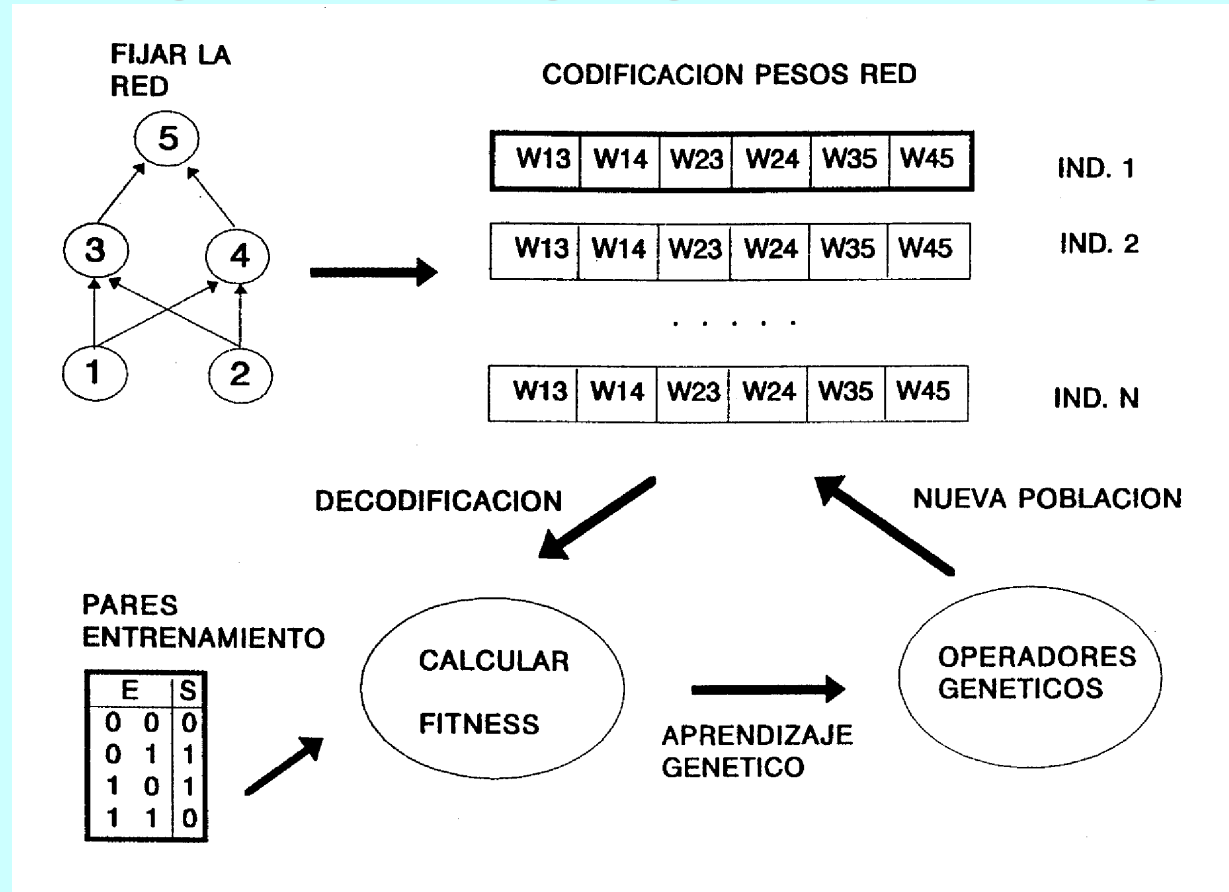 FIJAR LA
RED
5
3
4
1
2
CODIFICACION PESOS RED
W13 W14 W23 W24 W35 W45 IND. 1
W13 W14 W23 W24 W35 W45 IND. 2
. . . . .
W13 W14 W23 W24 W35 W45 IND. N
DECODIFICACION
NUEVA POBLACION
PARES
ENTRENAMIENTO
E S
0 0 0
0 1 1
1 0 1
1 1 0
CALCULAR
FITNESS
APRENDIZAJE
GENETICO
OPERADORES
GENETICOS